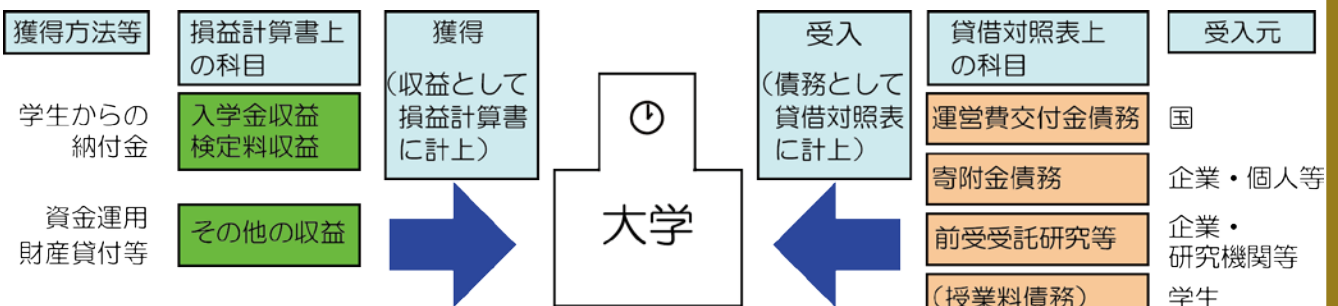 獲得方法等
損益計算書上
の科目
獲得
(収益として
損益計算書
に計上)
受入
(債務として
貸借対照表
に計上)
貸借対照表上
の科目
受入元
学生からの
納付金
入学金収益
検定料収益
資金運用
財産貸付等
その他の収益
大学
運営費交付金債務
国
寄附金債務
企業・個人等
前受受託研究等
企業・
研究機関等
(授業料債務)
学生